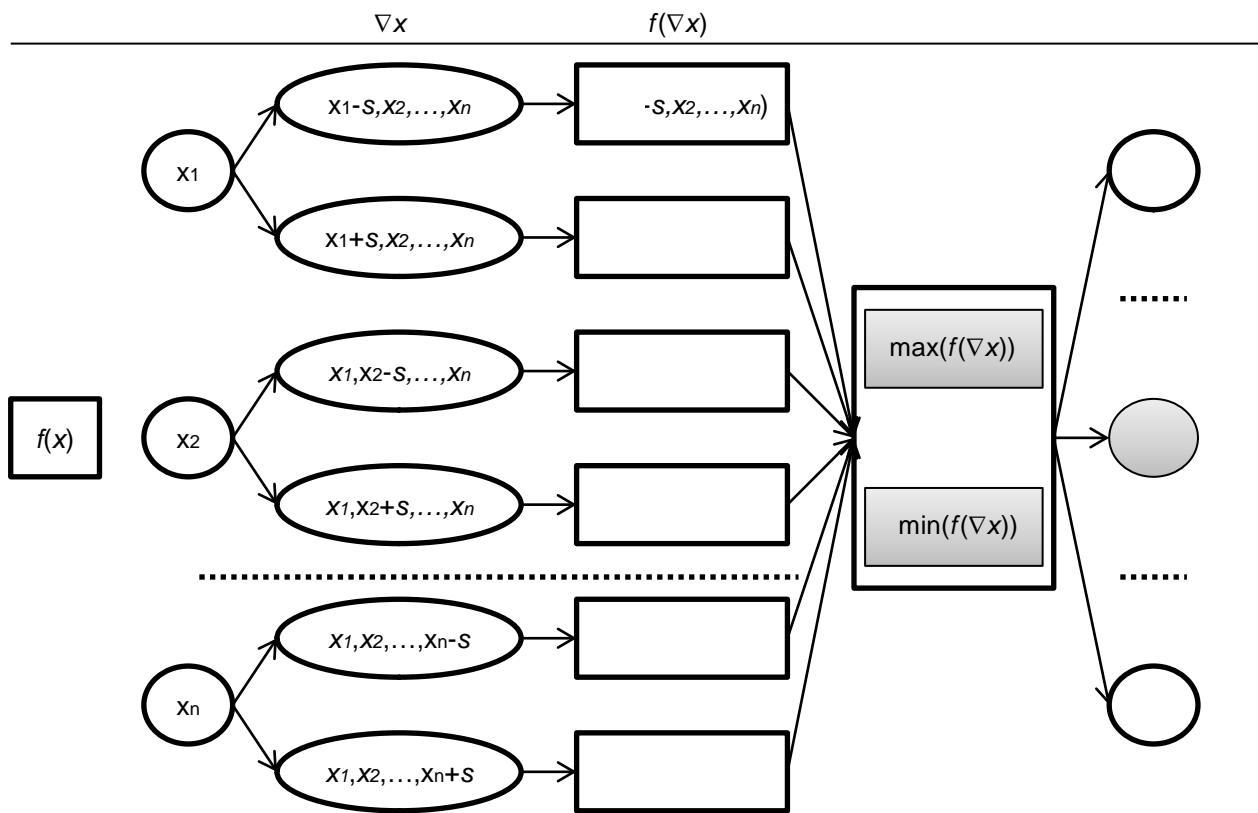 ∇x f(∇x)
x1-s,x2,…,xn
-s,x2,…,xn)
x1
x1+s,x2,…,xn
x1,x2-s,…,xn
max(f(∇x))
f(x)
x2
x1,x2+s,…,xn
min(f(∇x))
x1,x2,…,xn-s
xn
x1,x2,…,xn+s